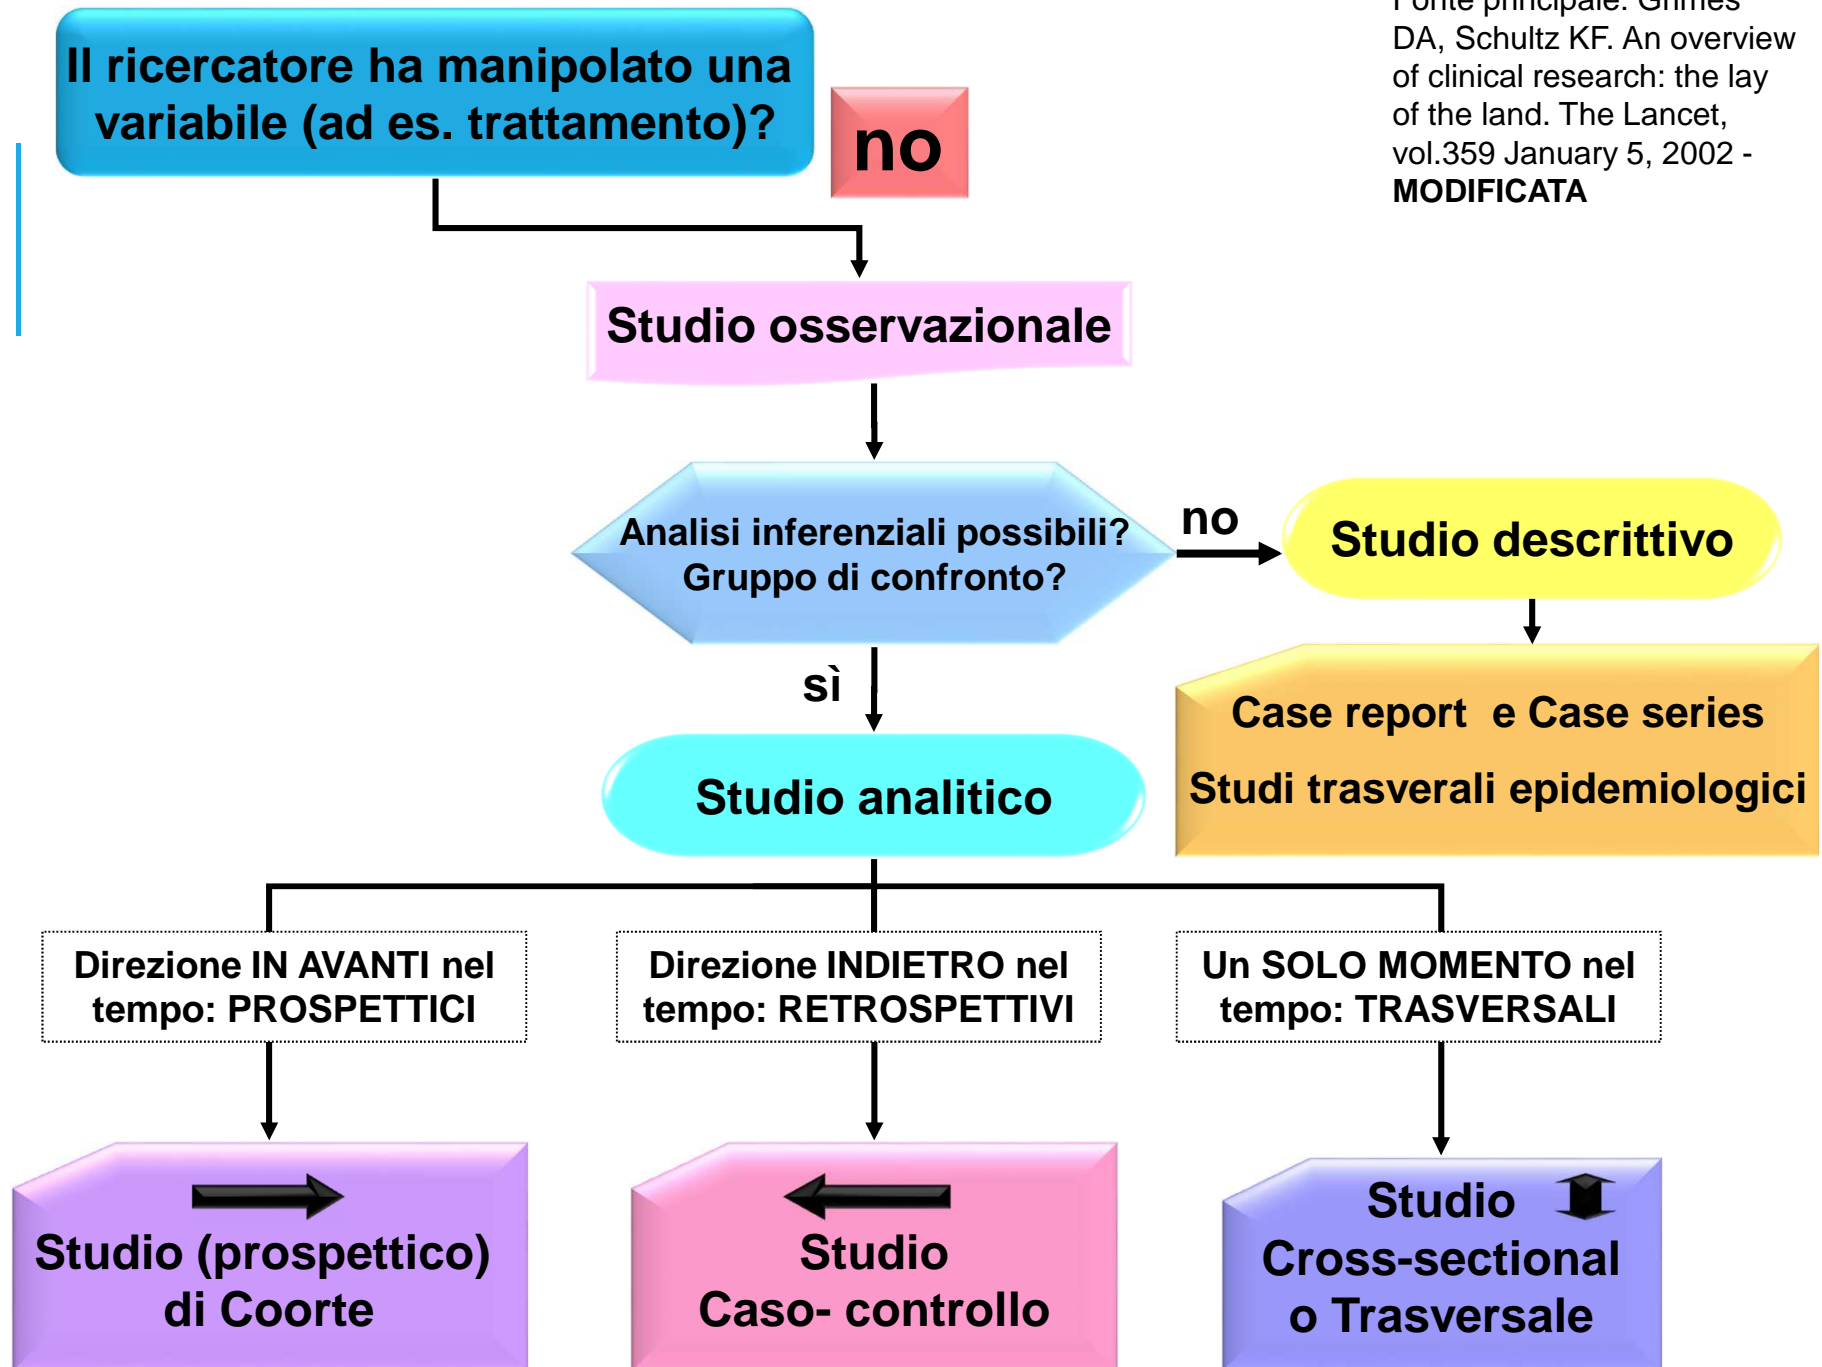 Fonte principale: Grimes
DA, Schultz KF. An overview
of clinical research: the lay
of the land. The Lancet,
vol.359 January 5, 2002 -
MODIFICATA
Il ricercatore ha manipolato una
variabile (ad es. trattamento)?
no
Studio osservazionale
Analisi inferenziali possibili?
Gruppo di confronto?
no
Studio descrittivo
sì
Case report e Case series
Studi trasverali epidemiologici
Studio analitico
Direzione IN AVANTI nel
tempo: PROSPETTICI
Direzione INDIETRO nel
tempo: RETROSPETTIVI
Un SOLO MOMENTO nel
tempo: TRASVERSALI
Studio (prospettico)
di Coorte
Studio
Caso- controllo
Studio
Cross-sectional
o Trasversale